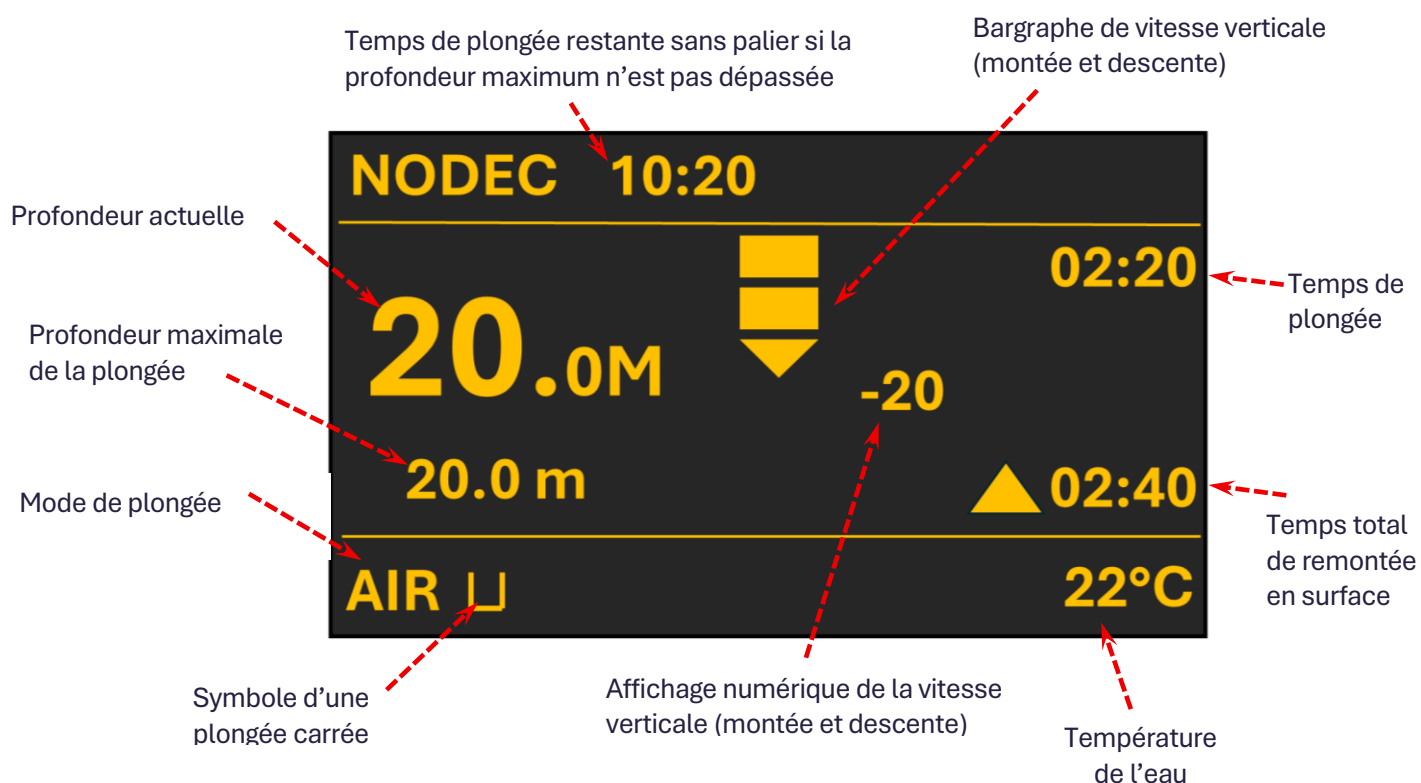 Temps de plongée restante sans palier si la
profondeur maximum n’est pas dépassée
Bargraphe de vitesse verticale
(montée et descente)
NODEC 10:20
Profondeur actuelle
02:20
Temps de
plongée
Profondeur maximale
de la plongée
20.0M
-20
20.0 m
02:40
Mode de plongée
Temps total
de remontée
en surface
AIR
22°C
Symbole d’une
plongée carrée
Affichage numérique de la vitesse
verticale (montée et descente)
Température
de l’eau